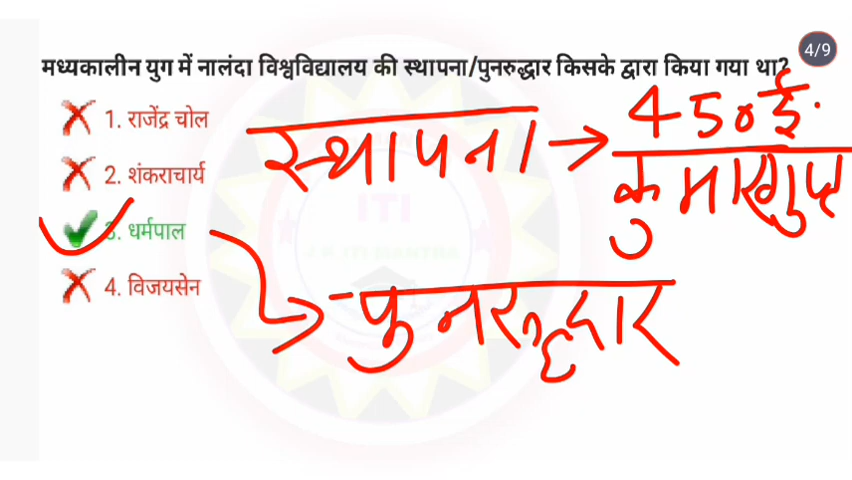 4/9
मध्यकालीन युग में नालंदा विश्वविद्यालय की स्थापना/पुनरुद्धार किसके द्वारा किया गया था?
1. राजेंद्र चोल
2. शंकराचार्य
3. धर्मपाल
4. विजयसेन
स्थापना → 450ई.
कुमारगुप्त
पुनरुद्दार
ITI